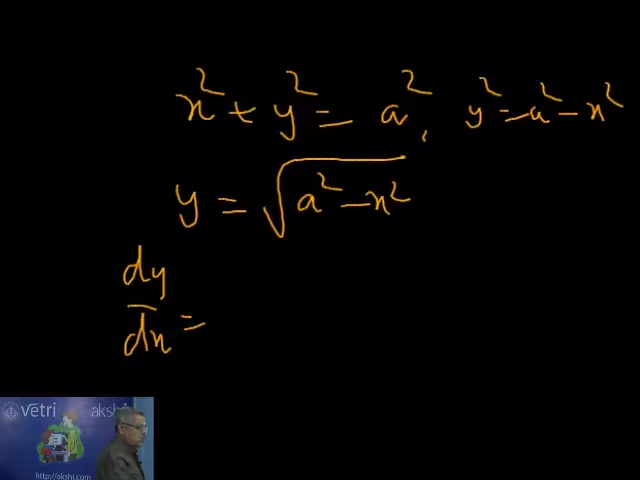 x² + y² = a², y² = a² - x²
y = √(a² - x²)
dy
dx =
vetri akshi
http://akshi.com